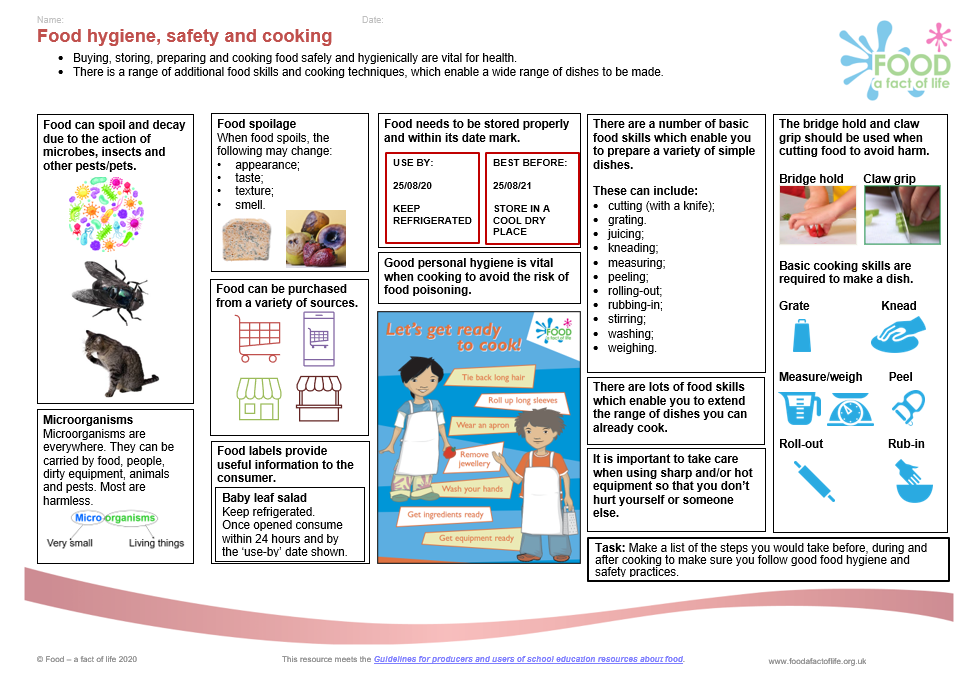 Name:
Date:
Food hygiene, safety and cooking
• Buying, storing, preparing and cooking food safely and hygienically are vital for health.
• There is a range of additional food skills and cooking techniques, which enable a wide range of dishes to be made.
FOOD
a fact of life
Food can spoil and decay
due to the action of
microbes, insects and
other pests/pets.
Microorganisms
Microorganisms are
everywhere. They can be
carried by food, people,
dirty equipment, animals
and pests. Most are
harmless.
Micro-organisms
Very small
Living things
Food spoilage
When food spoils, the
following may change:
• appearance;
• taste;
• texture;
• smell.
Food can be purchased
from a variety of sources.
Food labels provide
useful information to the
consumer.
Baby leaf salad
Keep refrigerated.
Once opened consume
within 24 hours and by
the ‘use-by’ date shown.
Food needs to be stored properly
and within its date mark.
USE BY:
25/08/20
KEEP
REFRIGERATED
BEST BEFORE:
25/08/21
STORE IN A
COOL DRY
PLACE
Good personal hygiene is vital
when cooking to avoid the risk of
food poisoning.
Let's get ready
to cook!
FOOD
a fact of life
Tie back long hair
Roll up long sleeves
Wear an apron
Remove
jewellery
Wash your hands
Get ingredients ready
Get equipment ready
There are a number of basic
food skills which enable you
to prepare a variety of simple
dishes.
These can include:
• cutting (with a knife);
• grating.
• juicing;
• kneading;
• measuring;
• peeling;
• rolling-out;
• rubbing-in;
• stirring;
• washing;
• weighing.
There are lots of food skills
which enable you to extend
the range of dishes you can
already cook.
It is important to take care
when using sharp and/or hot
equipment so that you don’t
hurt yourself or someone
else.
The bridge hold and claw
grip should be used when
cutting food to avoid harm.
Bridge hold
Claw grip
Basic cooking skills are
required to make a dish.
Grate
Knead
Measure/weigh
Peel
Roll-out
Rub-in
Task: Make a list of the steps you would take before, during and
after cooking to make sure you follow good food hygiene and
safety practices.
© Food – a fact of life 2020
This resource meets the Guidelines for producers and users of school education resources about food.
www.foodafactoflife.org.uk